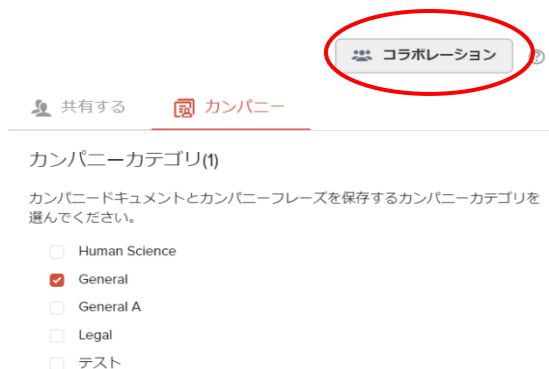 コラボレーション
?
共有する
カンパニー
カンパニーカテゴリ(1)
カンパニードキュメントとカンパニーフレーズを保存するカンパニーカテゴリを
選んでください。
Human Science
General
General A
Legal
テスト